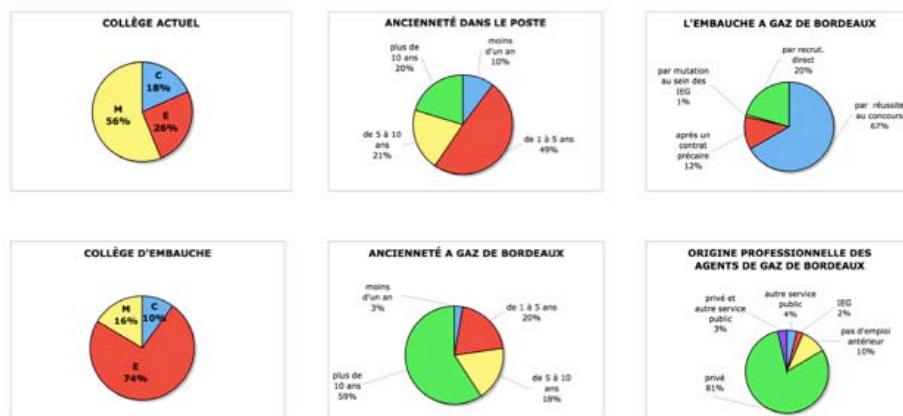 COLLÈGE ACTUEL
C
18%
M
56%
E
26%
ANCIENNETÉ DANS LE POSTE
moins
d'un an
10%
plus de
10 ans
20%
de 5 à 10
ans
21%
de 1 à 5 ans
49%
L'EMBAUCHE A GAZ DE BORDEAUX
par recrut.
direct
20%
par mutation
au sein des
IEG
1%
par réussite
au concours
67%
après un
contrat
précaire
12%
COLLÈGE D'EMBAUCHE
M
16%
C
10%
E
74%
ANCIENNETÉ A GAZ DE BORDEAUX
moins
d'un an
3%
de 1 à 5 ans
20%
plus de
10 ans
59%
de 5 à 10
ans
18%
ORIGINE PROFESSIONNELLE DES
AGENTS DE GAZ DE BORDEAUX
privé et
autre service
public
3%
autre service
public
4%
IEG
2%
pas d'emploi
antérieur
10%
privé
81%